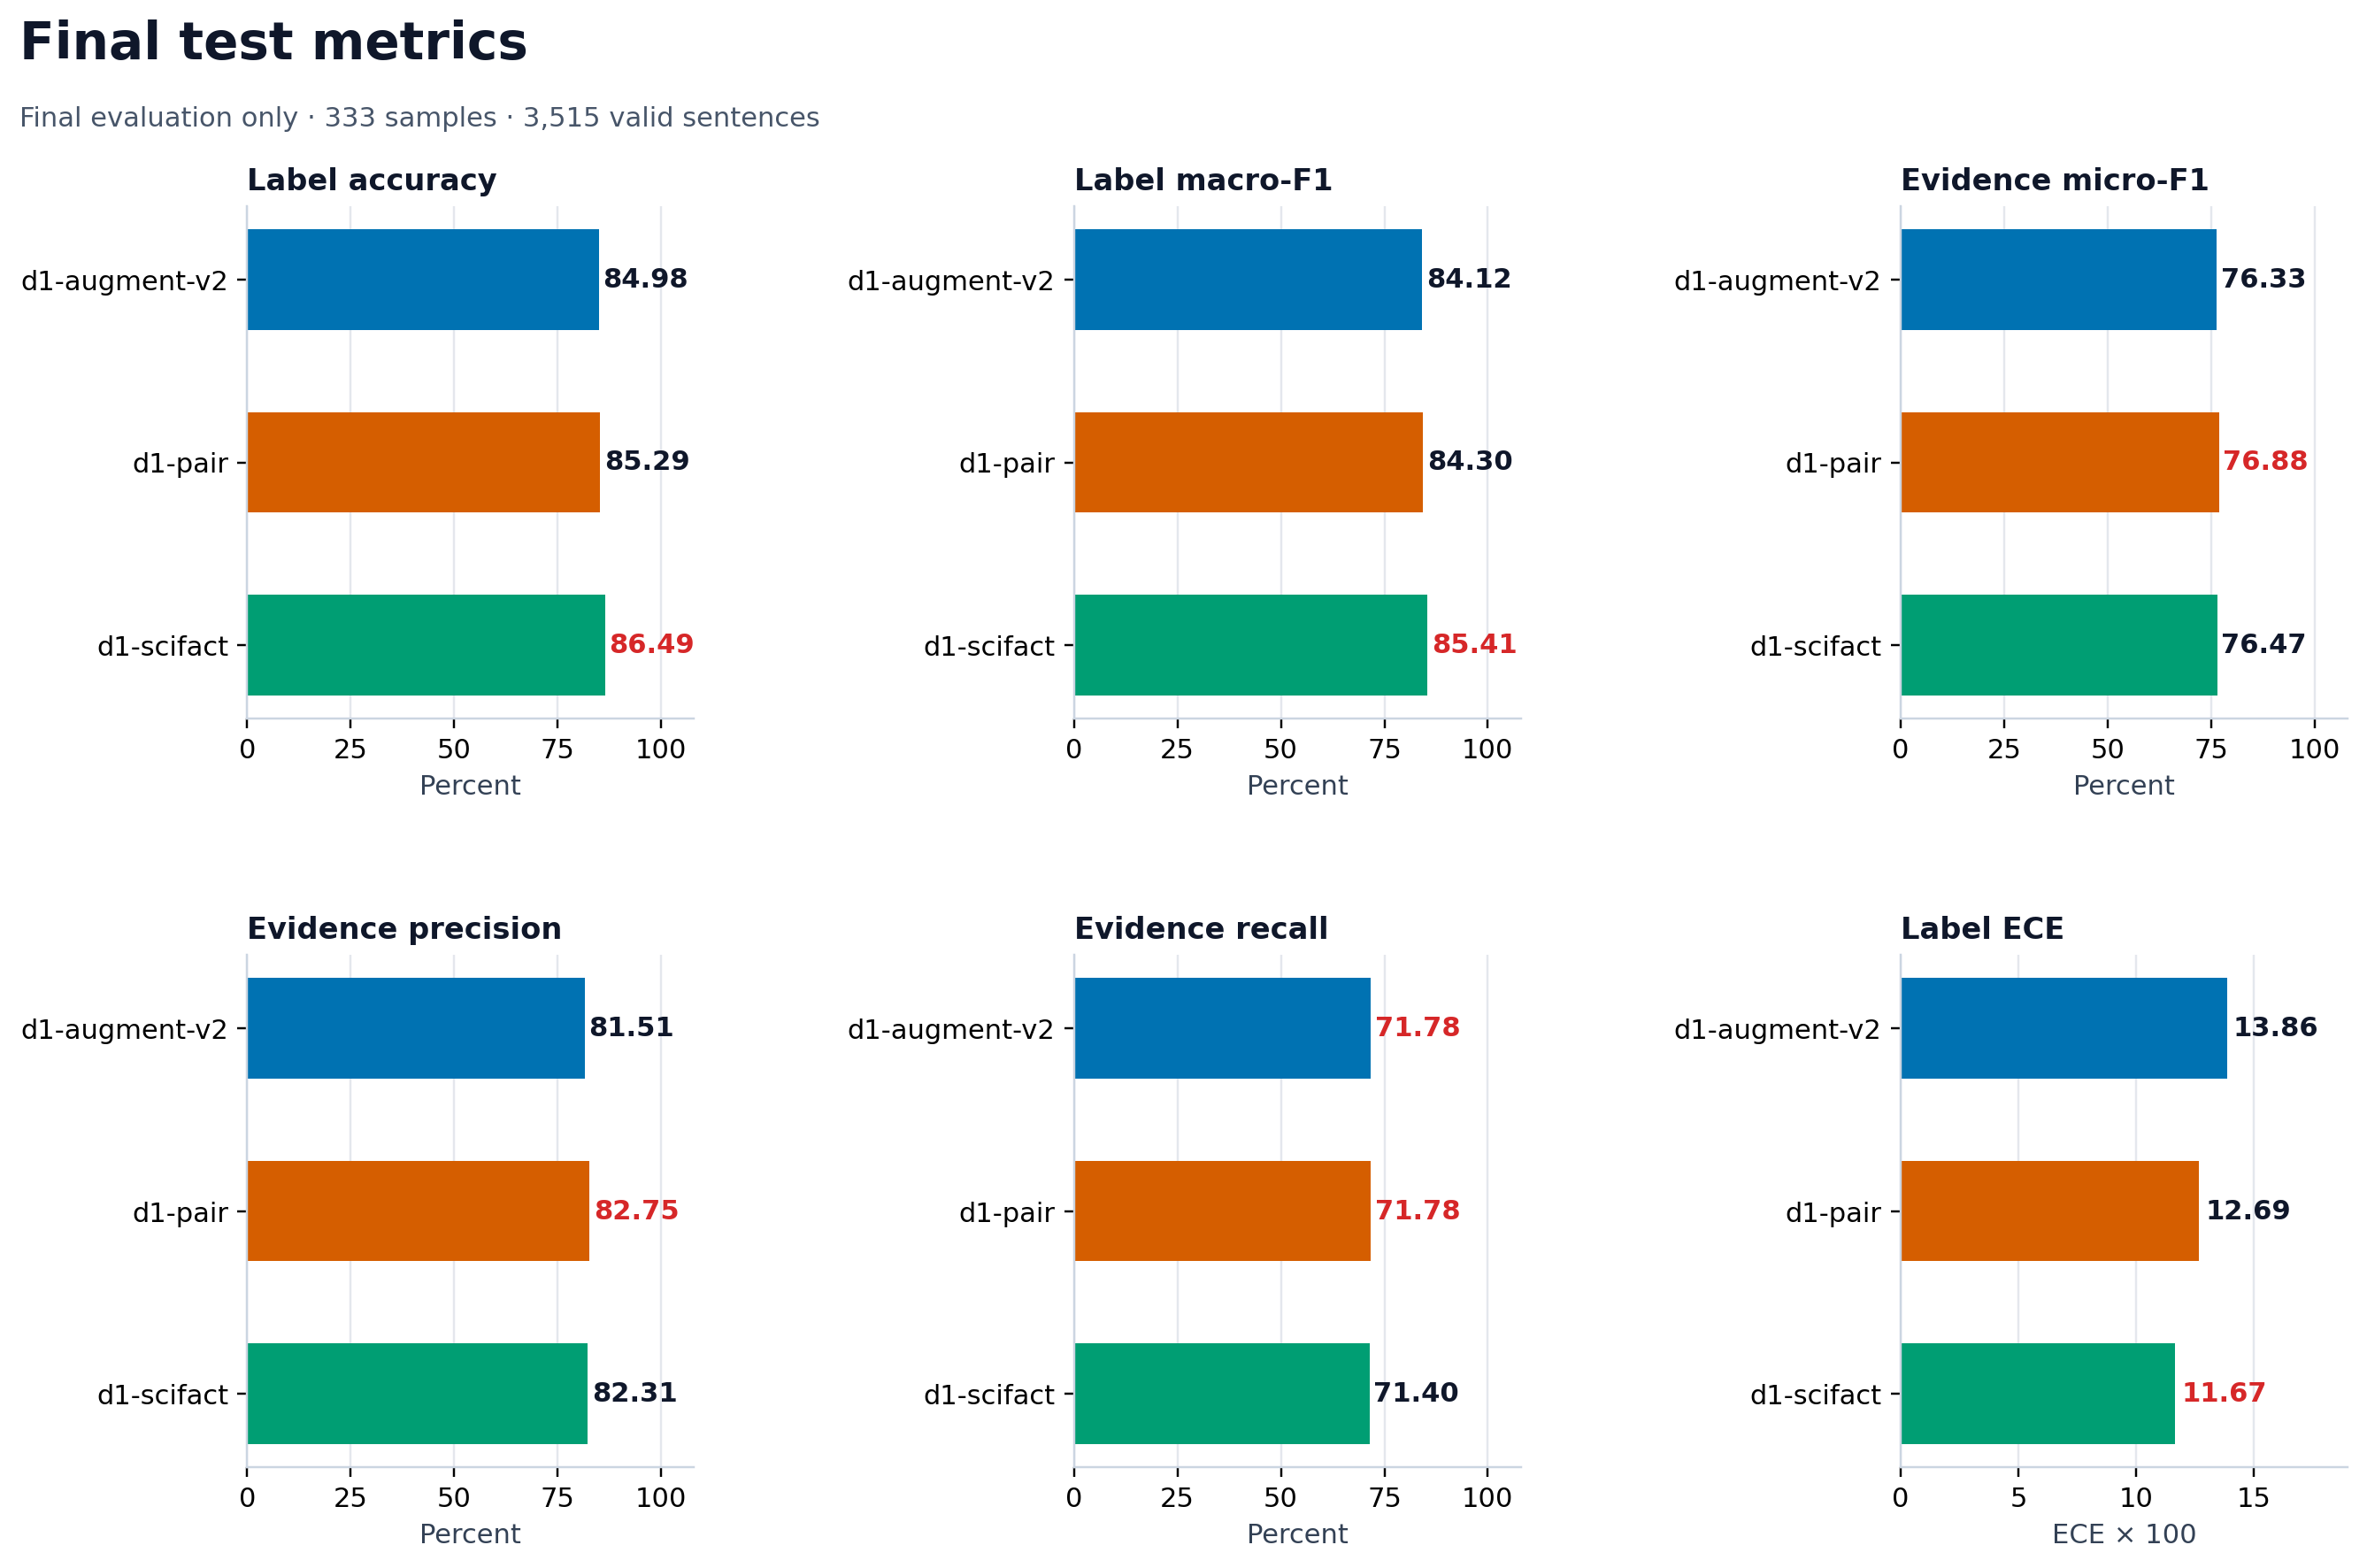 Final test metrics
Final evaluation only · 333 samples · 3,515 valid sentences
Label accuracy
d1-augment-v2
84.98
d1-pair
85.29
d1-scifact
86.49
0 25 50 75 100
Percent
Label macro-F1
d1-augment-v2
84.12
d1-pair
84.30
d1-scifact
85.41
0 25 50 75 100
Percent
Evidence micro-F1
d1-augment-v2
76.33
d1-pair
76.88
d1-scifact
76.47
0 25 50 75 100
Percent
Evidence precision
d1-augment-v2
81.51
d1-pair
82.75
d1-scifact
82.31
0 25 50 75 100
Percent
Evidence recall
d1-augment-v2
71.78
d1-pair
71.78
d1-scifact
71.40
0 25 50 75 100
Percent
Label ECE
d1-augment-v2
13.86
d1-pair
12.69
d1-scifact
11.67
0 5 10 15
ECE × 100